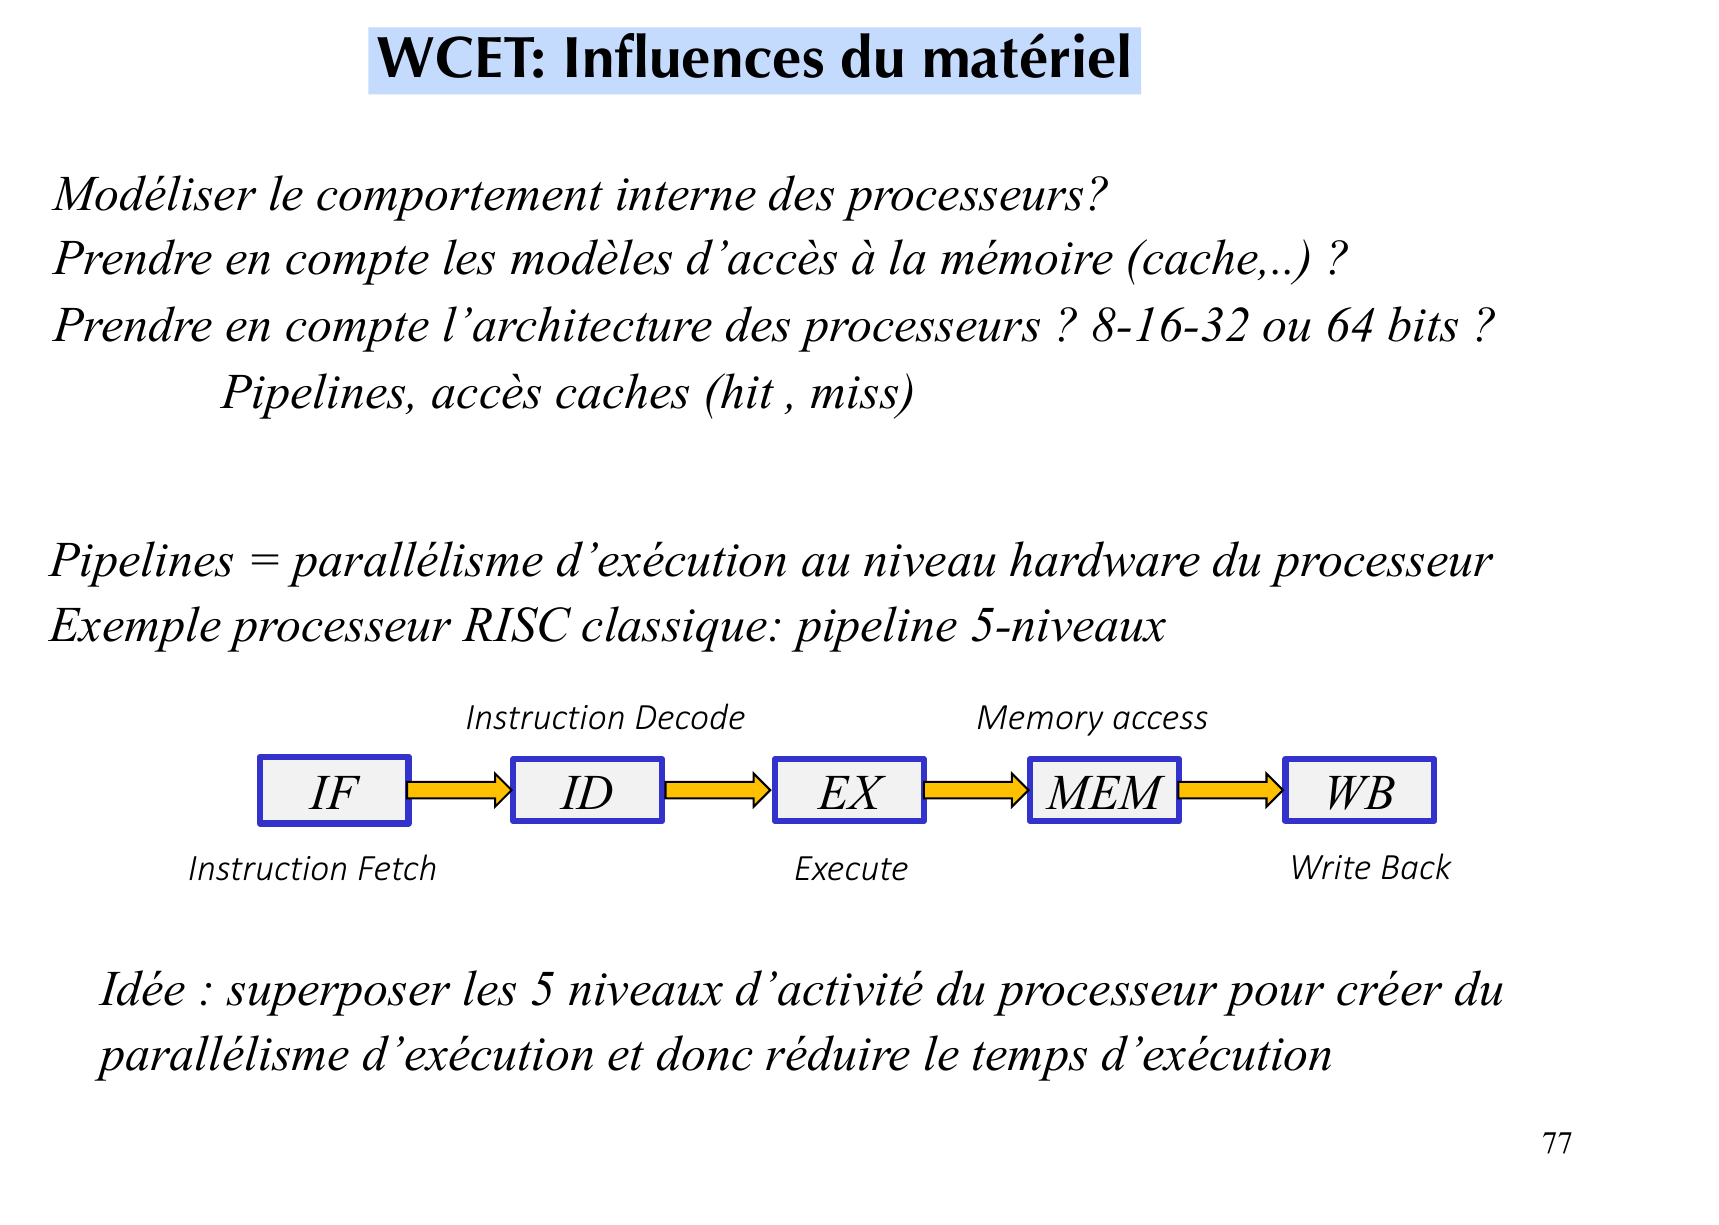 WCET: Influences du matériel
Modéliser le comportement interne des processeurs?
Prendre en compte les modèles d’accès à la mémoire (cache,..) ?
Prendre en compte l’architecture des processeurs ? 8-16-32 ou 64 bits ?
Pipelines, accès caches (hit , miss)
Pipelines = parallélisme d’exécution au niveau hardware du processeur
Exemple processeur RISC classique: pipeline 5-niveaux
Instruction Decode
Memory access
IF
ID
EX
MEM
WB
Instruction Fetch
Execute
Write Back
Idée : superposer les 5 niveaux d’activité du processeur pour créer du
parallélisme d’exécution et donc réduire le temps d’exécution
77